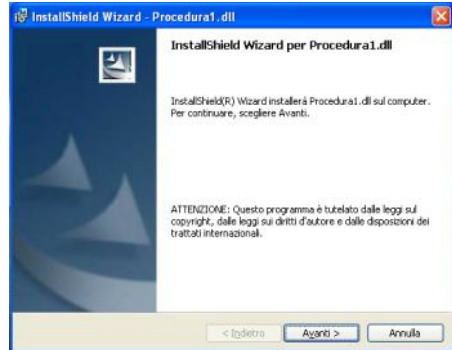 InstallShield Wizard - Procedura1.dll
InstallShield Wizard per Procedura1.dll
InstallShield(R) Wizard installerà Procedura1.dll sul computer.
Per continuare, scegliere Avanti.
ATTENZIONE: Questo programma è tutelato dalle leggi sul
copyright, dalle leggi sui diritti d'autore e dalle disposizioni dei
trattati internazionali.
< Indietro
Avanti >
Annulla